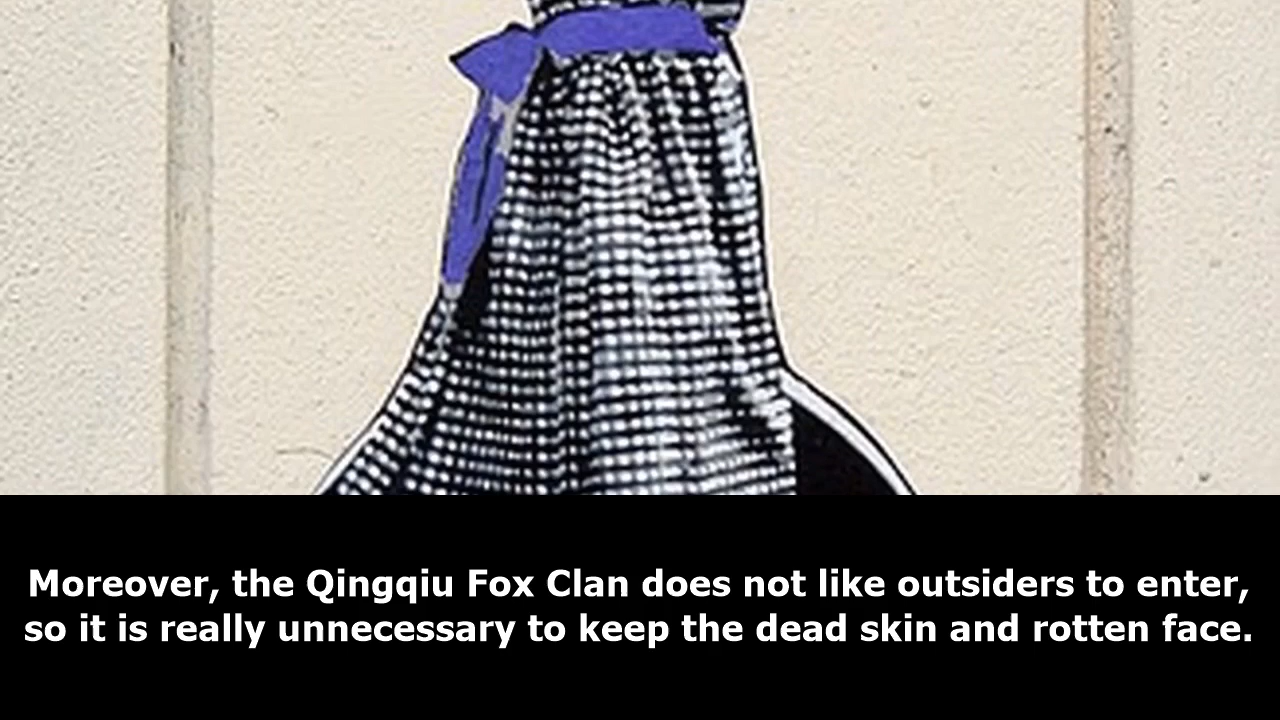 Moreover, the Qingqiu Fox Clan does not like outsiders to enter,
so it is really unnecessary to keep the dead skin and rotten face.